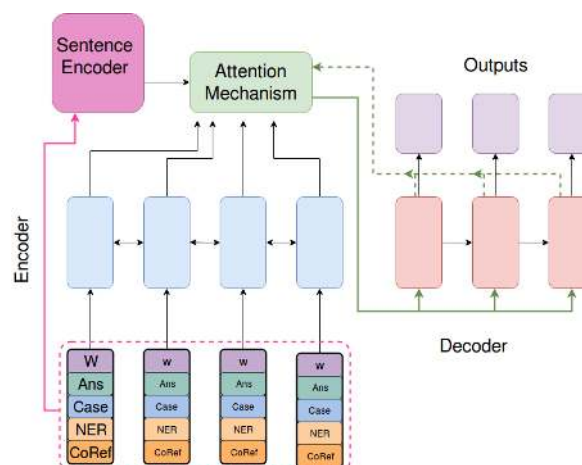 Sentence
Encoder
Attention
Mechanism
Outputs
Encoder
Decoder
W
Ans
Case
NER
CoRef
w
Ans
Case
NER
CoRef
w
Ans
Case
NER
CoRef
w
Ans
Case
NER
CoRef